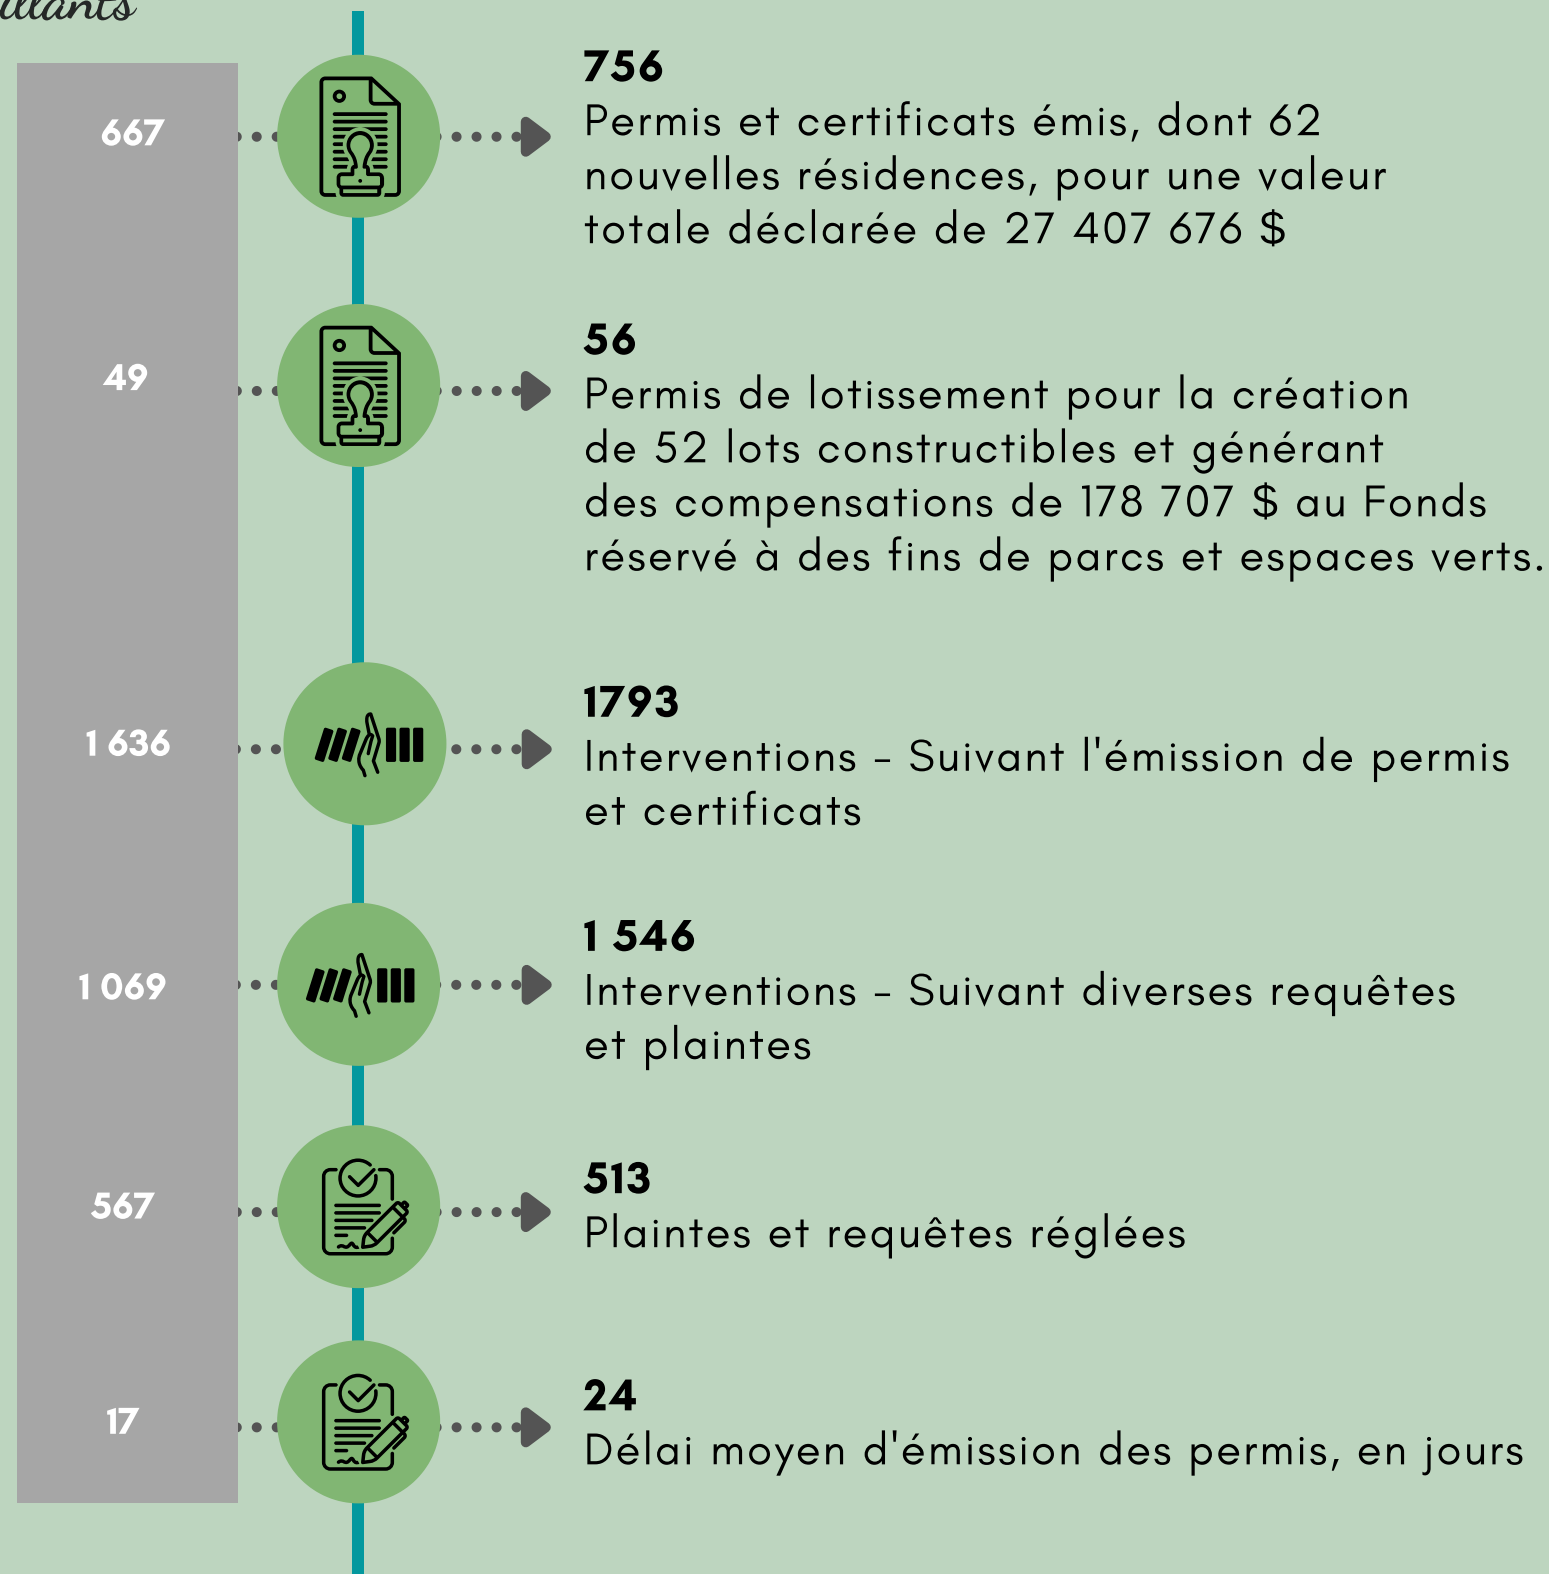 667
756
Permis et certificats émis, dont 62
nouvelles résidences, pour une valeur
totale déclarée de 27 407 676 $
49
56
Permis de lotissement pour la création
de 52 lots constructibles et générant
des compensations de 178 707 $ au Fonds
réservé à des fins de parcs et espaces verts.
1 636
1793
Interventions - Suivant l'émission de permis
et certificats
1 069
1 546
Interventions - Suivant diverses requêtes
et plaintes
567
513
Plaintes et requêtes réglées
17
24
Délai moyen d'émission des permis, en jours